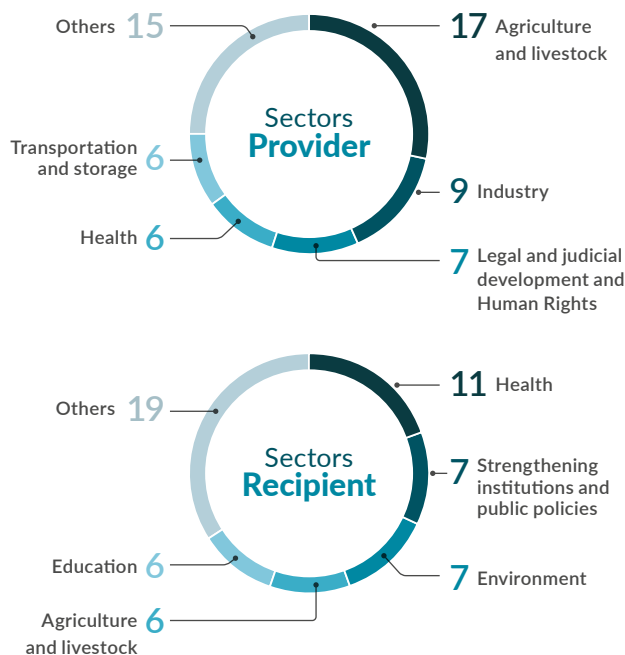 Others 15
17 Agriculture
and livestock
Sectors
Provider
Transportation
and storage 6
9 Industry
Health 6
7 Legal and judicial
development and
Human Rights
Others 19
11 Health
Sectors
Recipient
7 Strengthening
institutions and
public policies
Education 6
7 Environment
Agriculture 6
and livestock